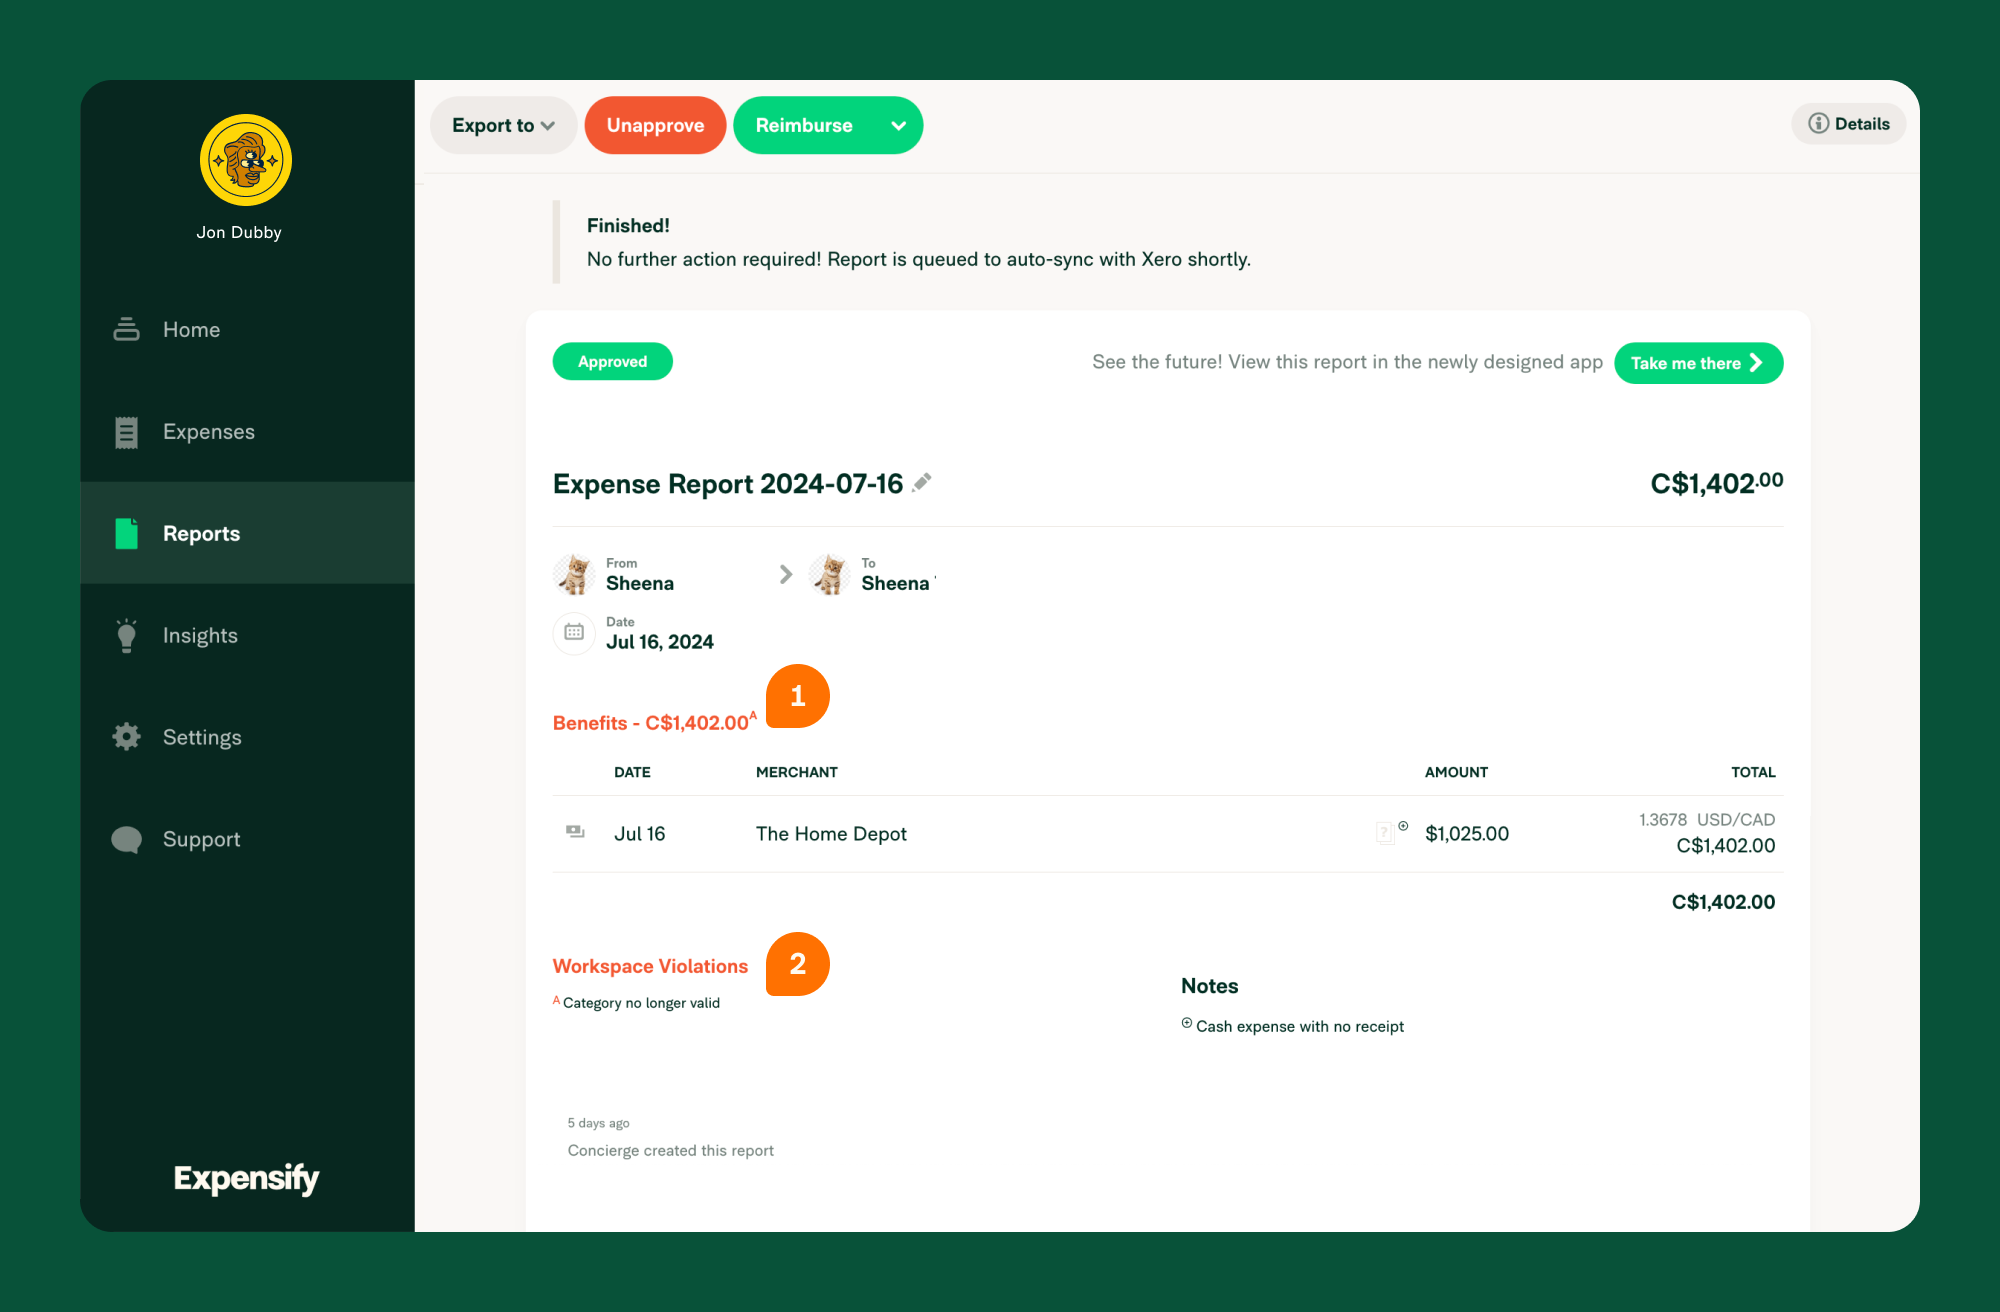 Jon Dubby
Home
Expenses
Reports
Insights
Settings
Support
Expensify
Export to
Unapprove
Reimburse
Details
Finished!
No further action required! Report is queued to auto-sync with Xero shortly.
Approved
See the future! View this report in the newly designed app
Take me there
Expense Report 2024-07-16
C$1,402.00
From
Sheena
To
Sheena
Date
Jul 16, 2024
1
Benefits - C$1,402.00A
DATE MERCHANT AMOUNT TOTAL
Jul 16 The Home Depot ? $1,025.00
1.3678 USD/CAD
C$1,402.00
C$1,402.00
Workspace Violations
2
A Category no longer valid
Notes
Cash expense with no receipt
5 days ago
Concierge created this report